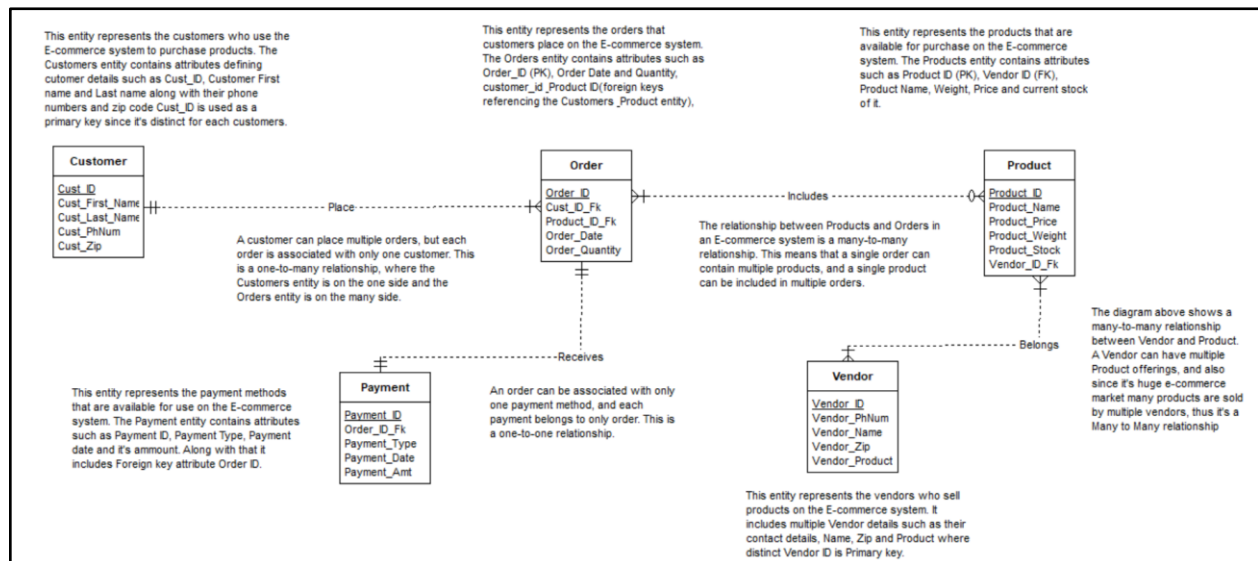 This entity represents the customers who use the
E-commerce system to purchase products. The
Customers entity contains attributes defining
cutomer details such as Cust_ID, Customer First
name and Last name along with their phone
numbers and zip code Cust_ID is used as a
primary key since it's distinct for each customers.
This entity represents the orders that
customers place on the E-commerce system.
The Orders entity contains attributes such as
Order_ID (PK), Order Date and Quantity,
customer_id_Product ID(foreign keys
referencing the Customers _Product entity),
This entity represents the products that are
available for purchase on the E-commerce
system. The Products entity contains attributes
such as Product ID (PK), Vendor ID (FK),
Product Name, Weight, Price and current stock
of it.
Customer
Cust_ID
Cust_First_Name
Cust_Last_Name
Cust_PhNum
Cust_Zip
Place
Order
Order_ID
Cust_ID_Fk
Product_ID_Fk
Order_Date
Order_Quantity
Includes
Product
Product_ID
Product_Name
Product_Price
Product_Weight
Product_Stock
Vendor_ID_Fk
A customer can place multiple orders, but each
order is associated with only one customer. This
is a one-to-many relationship, where the
Customers entity is on the one side and the
Orders entity is on the many side.
The relationship between Products and Orders in
an E-commerce system is a many-to-many
relationship. This means that a single order can
contain multiple products, and a single product
can be included in multiple orders.
The diagram above shows a
many-to-many relationship
between Vendor and Product.
A Vendor can have multiple
Product offerings, and also
since it's huge e-commerce
market many products are sold
by multiple vendors, thus it's a
Many to Many relationship
Receives
Belongs
This entity represents the payment methods
that are available for use on the E-commerce
system. The Payment entity contains attributes
such as Payment ID, Payment Type, Payment
date and it's ammount. Along with that it
includes Foreign key attribute Order ID.
Payment
Payment_ID
Order_ID_Fk
Payment_Type
Payment_Date
Payment_Amt
An order can be associated with only
one payment method, and each
payment belongs to only order. This is
a one-to-one relationship.
Vendor
Vendor_ID
Vendor_PhNum
Vendor_Name
Vendor_Zip
Vendor_Product
This entity represents the vendors who sell
products on the E-commerce system. It
includes multiple Vendor details such as their
contact details, Name, Zip and Product where
distinct Vendor ID is Primary key.